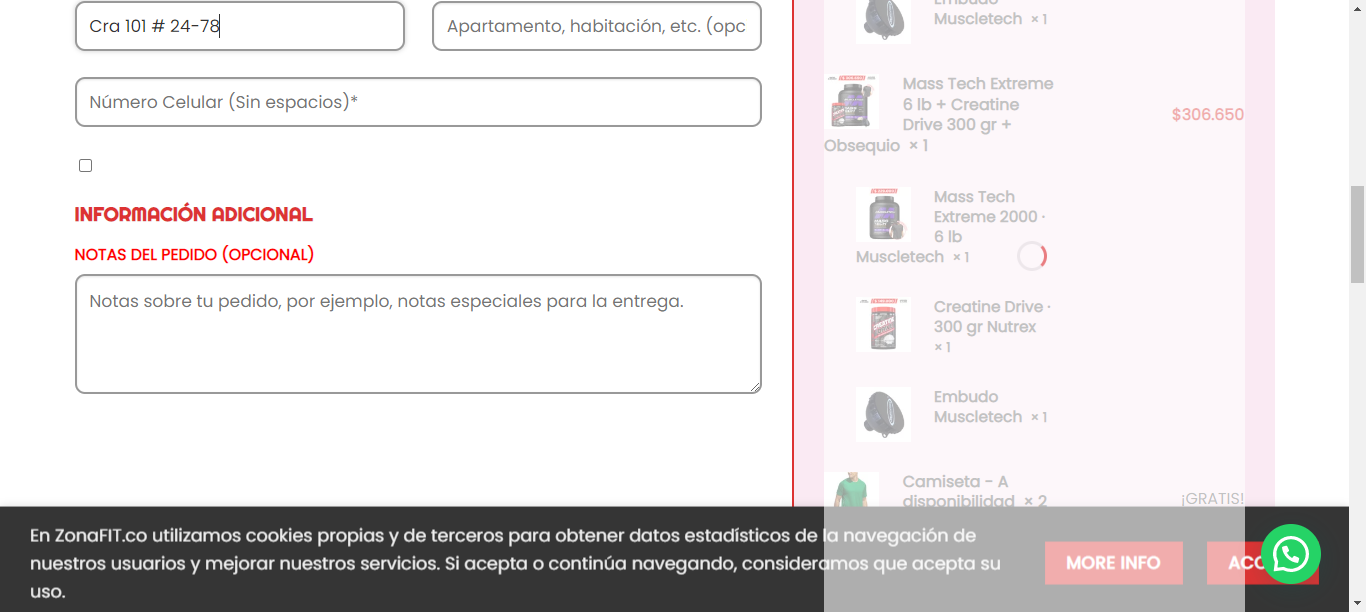 Cra 101 # 24-78
Apartamento, habitación, etc. (opc
Número Celular (Sin espacios)*
INFORMACIÓN ADICIONAL
NOTAS DEL PEDIDO (OPCIONAL)
Notas sobre tu pedido, por ejemplo, notas especiales para la entrega.
Embudo
Muscletech × 1
Mass Tech Extreme
6 lb + Creatine
Drive 300 gr +
Obsequio × 1
$306.650
Mass Tech
Extreme 2000 ·
6 lb
Muscletech × 1
Creatine Drive ·
300 gr Nutrex
× 1
Embudo
Muscletech × 1
Camiseta - A
disponibilidad × 2
¡GRATIS!
En ZonaFIT.co utilizamos cookies propias y de terceros para obtener datos estadísticos de la navegación de
nuestros usuarios y mejorar nuestros servicios. Si acepta o continúa navegando, consideramos que acepta su
uso.
MORE INFO